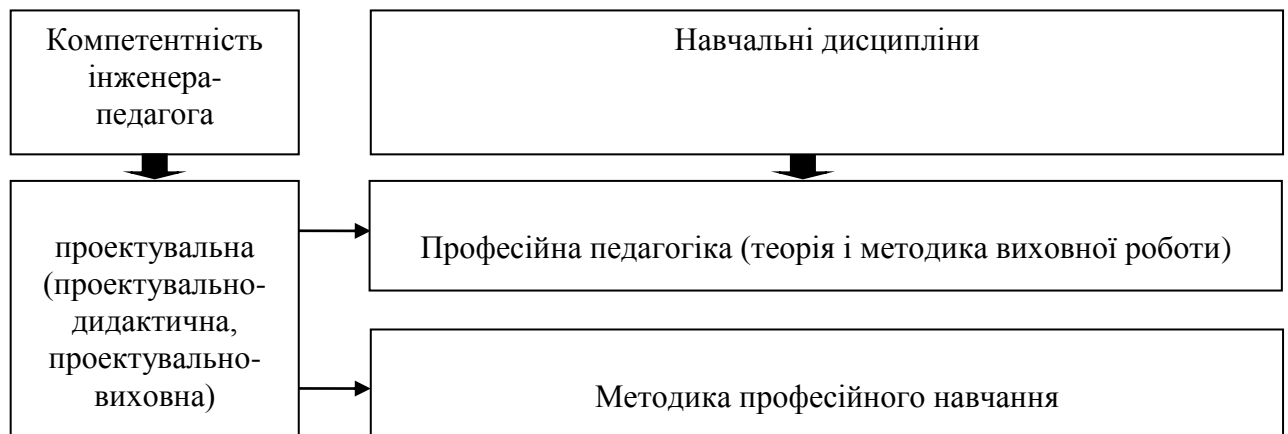 Компетентність
інженера-
педагога
Навчальні дисципліни
проектувальна
(проектувально-
дидактична,
проектувально-
виховна)
Професійна педагогіка (теорія і методика виховної роботи)
Методика професійного навчання